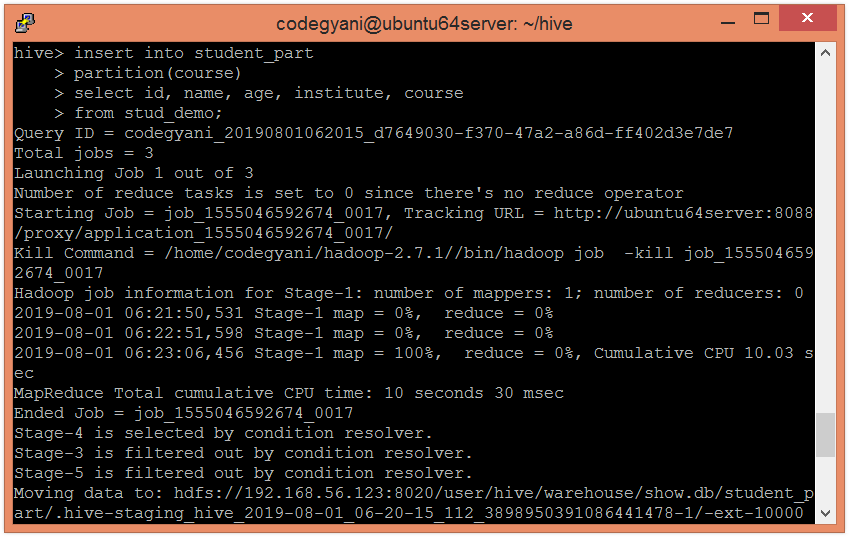 codegyani@ubuntu64server: ~/hive
hive> insert into student_part
    > partition(course)
    > select id, name, age, institute, course
    > from stud_demo;
Query ID = codegyani_20190801062015_d7649030-f370-47a2-a86d-ff402d3e7de7
Total jobs = 3
Launching Job 1 out of 3
Number of reduce tasks is set to 0 since there's no reduce operator
Starting Job = job_1555046592674_0017, Tracking URL = http://ubuntu64server:8088
/proxy/application_1555046592674_0017/
Kill Command = /home/codegyani/hadoop-2.7.1//bin/hadoop job  -kill job_155504659
2674_0017
Hadoop job information for Stage-1: number of mappers: 1; number of reducers: 0
2019-08-01 06:21:50,531 Stage-1 map = 0%,  reduce = 0%
2019-08-01 06:22:51,598 Stage-1 map = 0%,  reduce = 0%
2019-08-01 06:23:06,456 Stage-1 map = 100%,  reduce = 0%, Cumulative CPU 10.03 s
ec
MapReduce Total cumulative CPU time: 10 seconds 30 msec
Ended Job = job_1555046592674_0017
Stage-4 is selected by condition resolver.
Stage-3 is filtered out by condition resolver.
Stage-5 is filtered out by condition resolver.
Moving data to: hdfs://192.168.56.123:8020/user/hive/warehouse/show.db/student_p
art/.hive-staging_hive_2019-08-01_06-20-15_112_3898950391086441478-1/-ext-10000